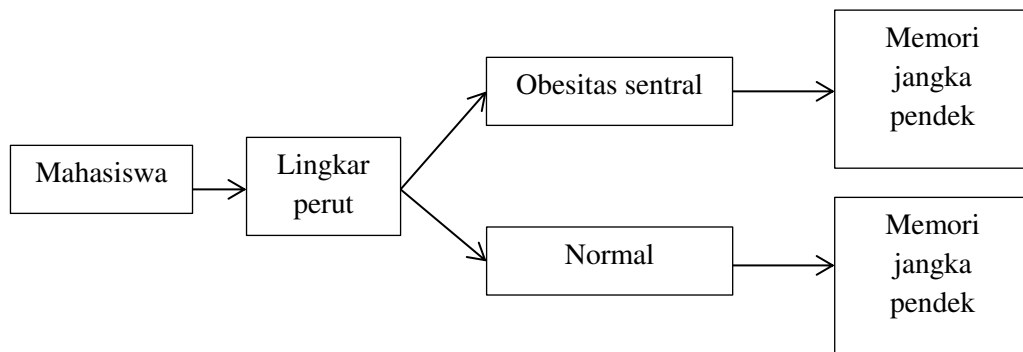 Mahasiswa
Lingkar
perut
Obesitas sentral
Memori
jangka
pendek
Normal
Memori
jangka
pendek